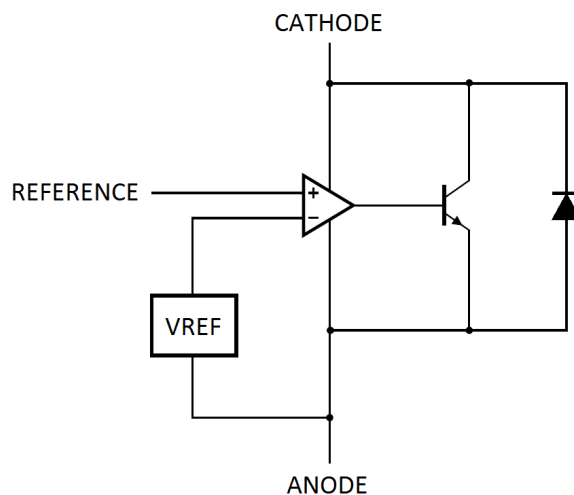 CATHODE
REFERENCE
+
−
VREF
ANODE